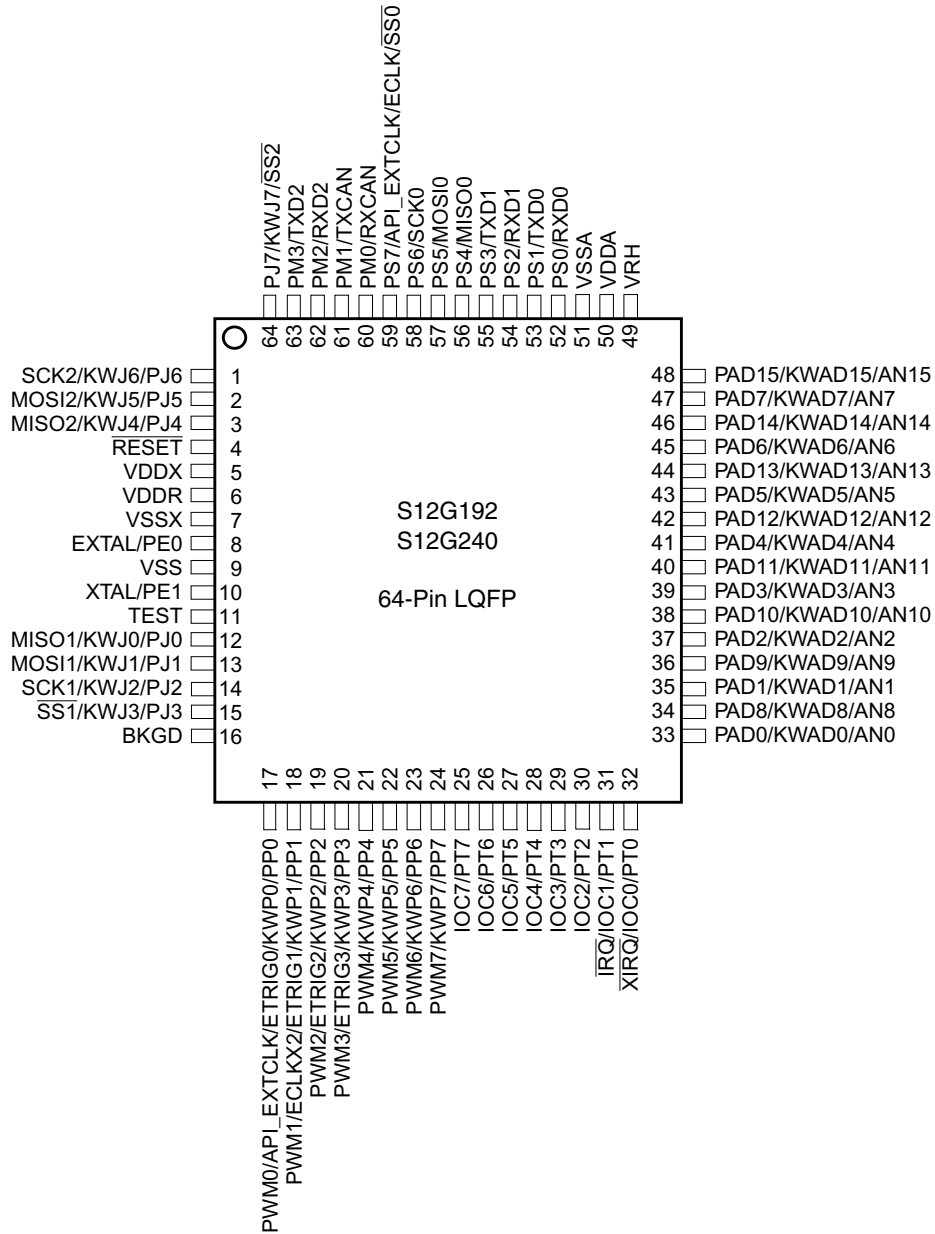 PJ7/KWJ7/SS2
PM3/TXD2
PM2/RXD2
PM1/TXCAN
PM0/RXCAN
PS7/API_EXTCLK/ECLK/SS0
PS6/SCK0
PS5/MOSI0
PS4/MISO0
PS3/TXD1
PS2/RXD1
PS1/TXD0
PS0/RXD0
VSSA
VDDA
VRH
64
63
62
61
60
59
58
57
56
55
54
53
52
51
50
49
SCK2/KWJ6/PJ6 1
MOSI2/KWJ5/PJ5 2
MISO2/KWJ4/PJ4 3
RESET 4
VDDX 5
VDDR 6
VSSX 7
EXTAL/PE0 8
VSS 9
XTAL/PE1 10
TEST 11
MISO1/KWJ0/PJ0 12
MOSI1/KWJ1/PJ1 13
SCK1/KWJ2/PJ2 14
SS1/KWJ3/PJ3 15
BKGD 16
S12G192
S12G240
64-Pin LQFP
48 PAD15/KWAD15/AN15
47 PAD7/KWAD7/AN7
46 PAD14/KWAD14/AN14
45 PAD6/KWAD6/AN6
44 PAD13/KWAD13/AN13
43 PAD5/KWAD5/AN5
42 PAD12/KWAD12/AN12
41 PAD4/KWAD4/AN4
40 PAD11/KWAD11/AN11
39 PAD3/KWAD3/AN3
38 PAD10/KWAD10/AN10
37 PAD2/KWAD2/AN2
36 PAD9/KWAD9/AN9
35 PAD1/KWAD1/AN1
34 PAD8/KWAD8/AN8
33 PAD0/KWAD0/AN0
17
18
19
20
21
22
23
24
25
26
27
28
29
30
31
32
PWM0/API_EXTCLK/ETRIG0/KWP0/PP0
PWM1/ECLKX2/ETRIG1/KWP1/PP1
PWM2/ETRIG2/KWP2/PP2
PWM3/ETRIG3/KWP3/PP3
PWM4/KWP4/PP4
PWM5/KWP5/PP5
PWM6/KWP6/PP6
PWM7/KWP7/PP7
IOC7/PT7
IOC6/PT6
IOC5/PT5
IOC4/PT4
IOC3/PT3
IOC2/PT2
IRQ/IOC1/PT1
XIRQ/IOC0/PT0